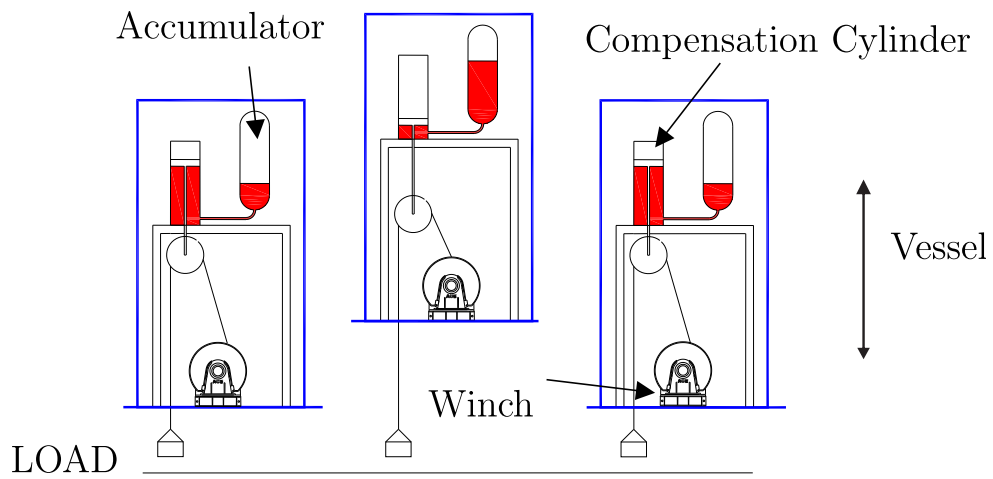 Accumulator
Compensation Cylinder
Vessel
Winch
LOAD